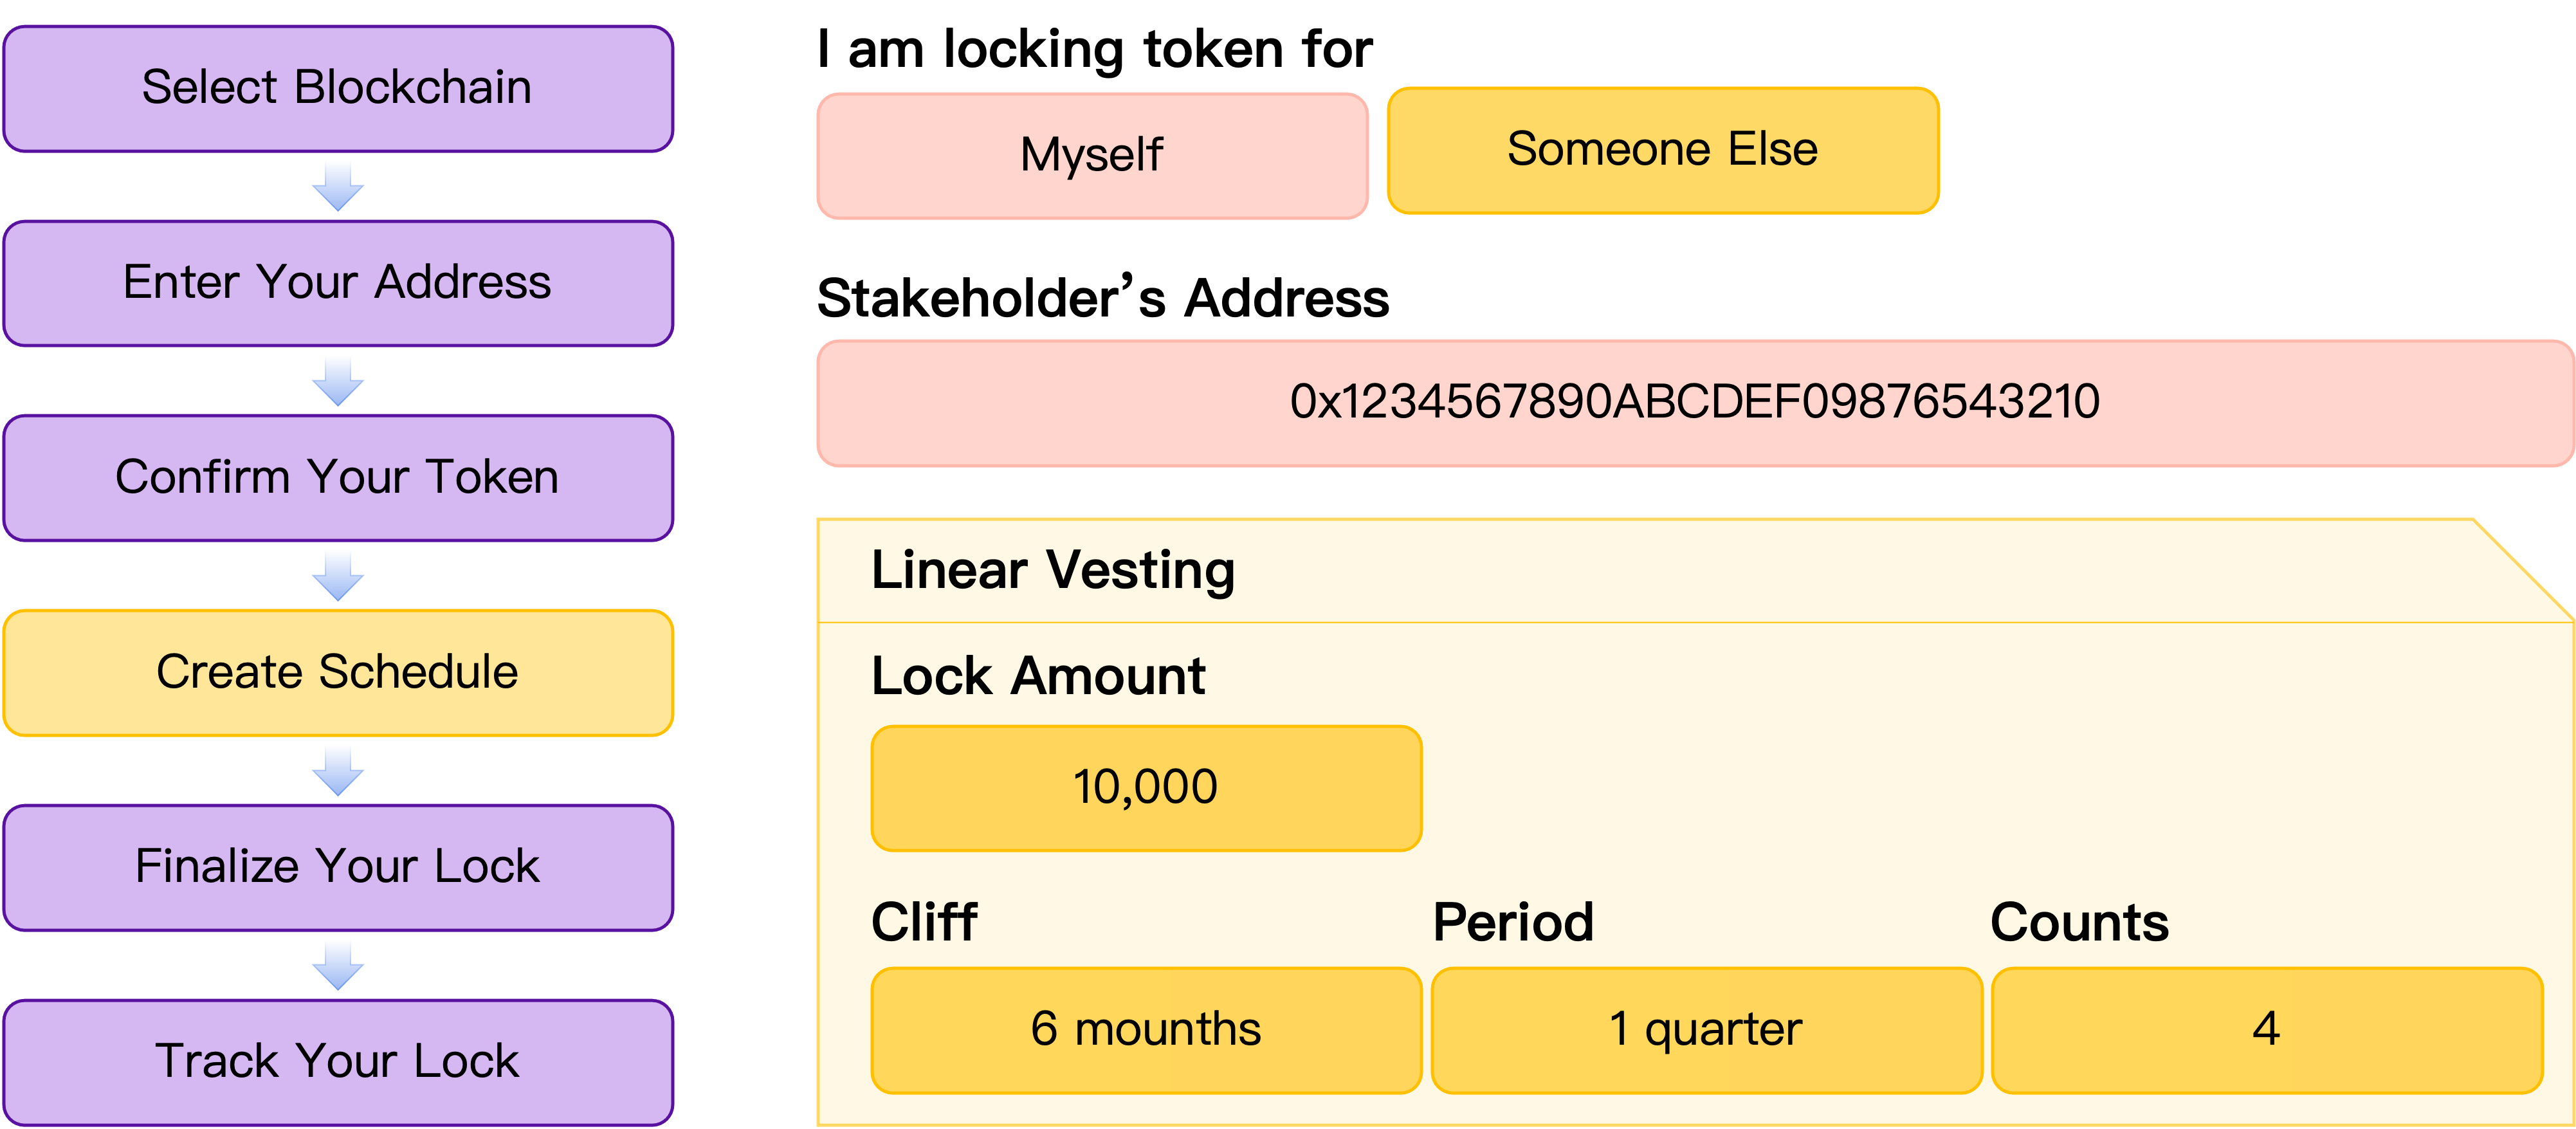 Select Blockchain
Enter Your Address
Confirm Your Token
Create Schedule
Finalize Your Lock
Track Your Lock
I am locking token for
Myself
Someone Else
Stakeholder’s Address
0x1234567890ABCDEF09876543210
Linear Vesting
Lock Amount
10,000
Cliff
Period
Counts
6 mounths
1 quarter
4